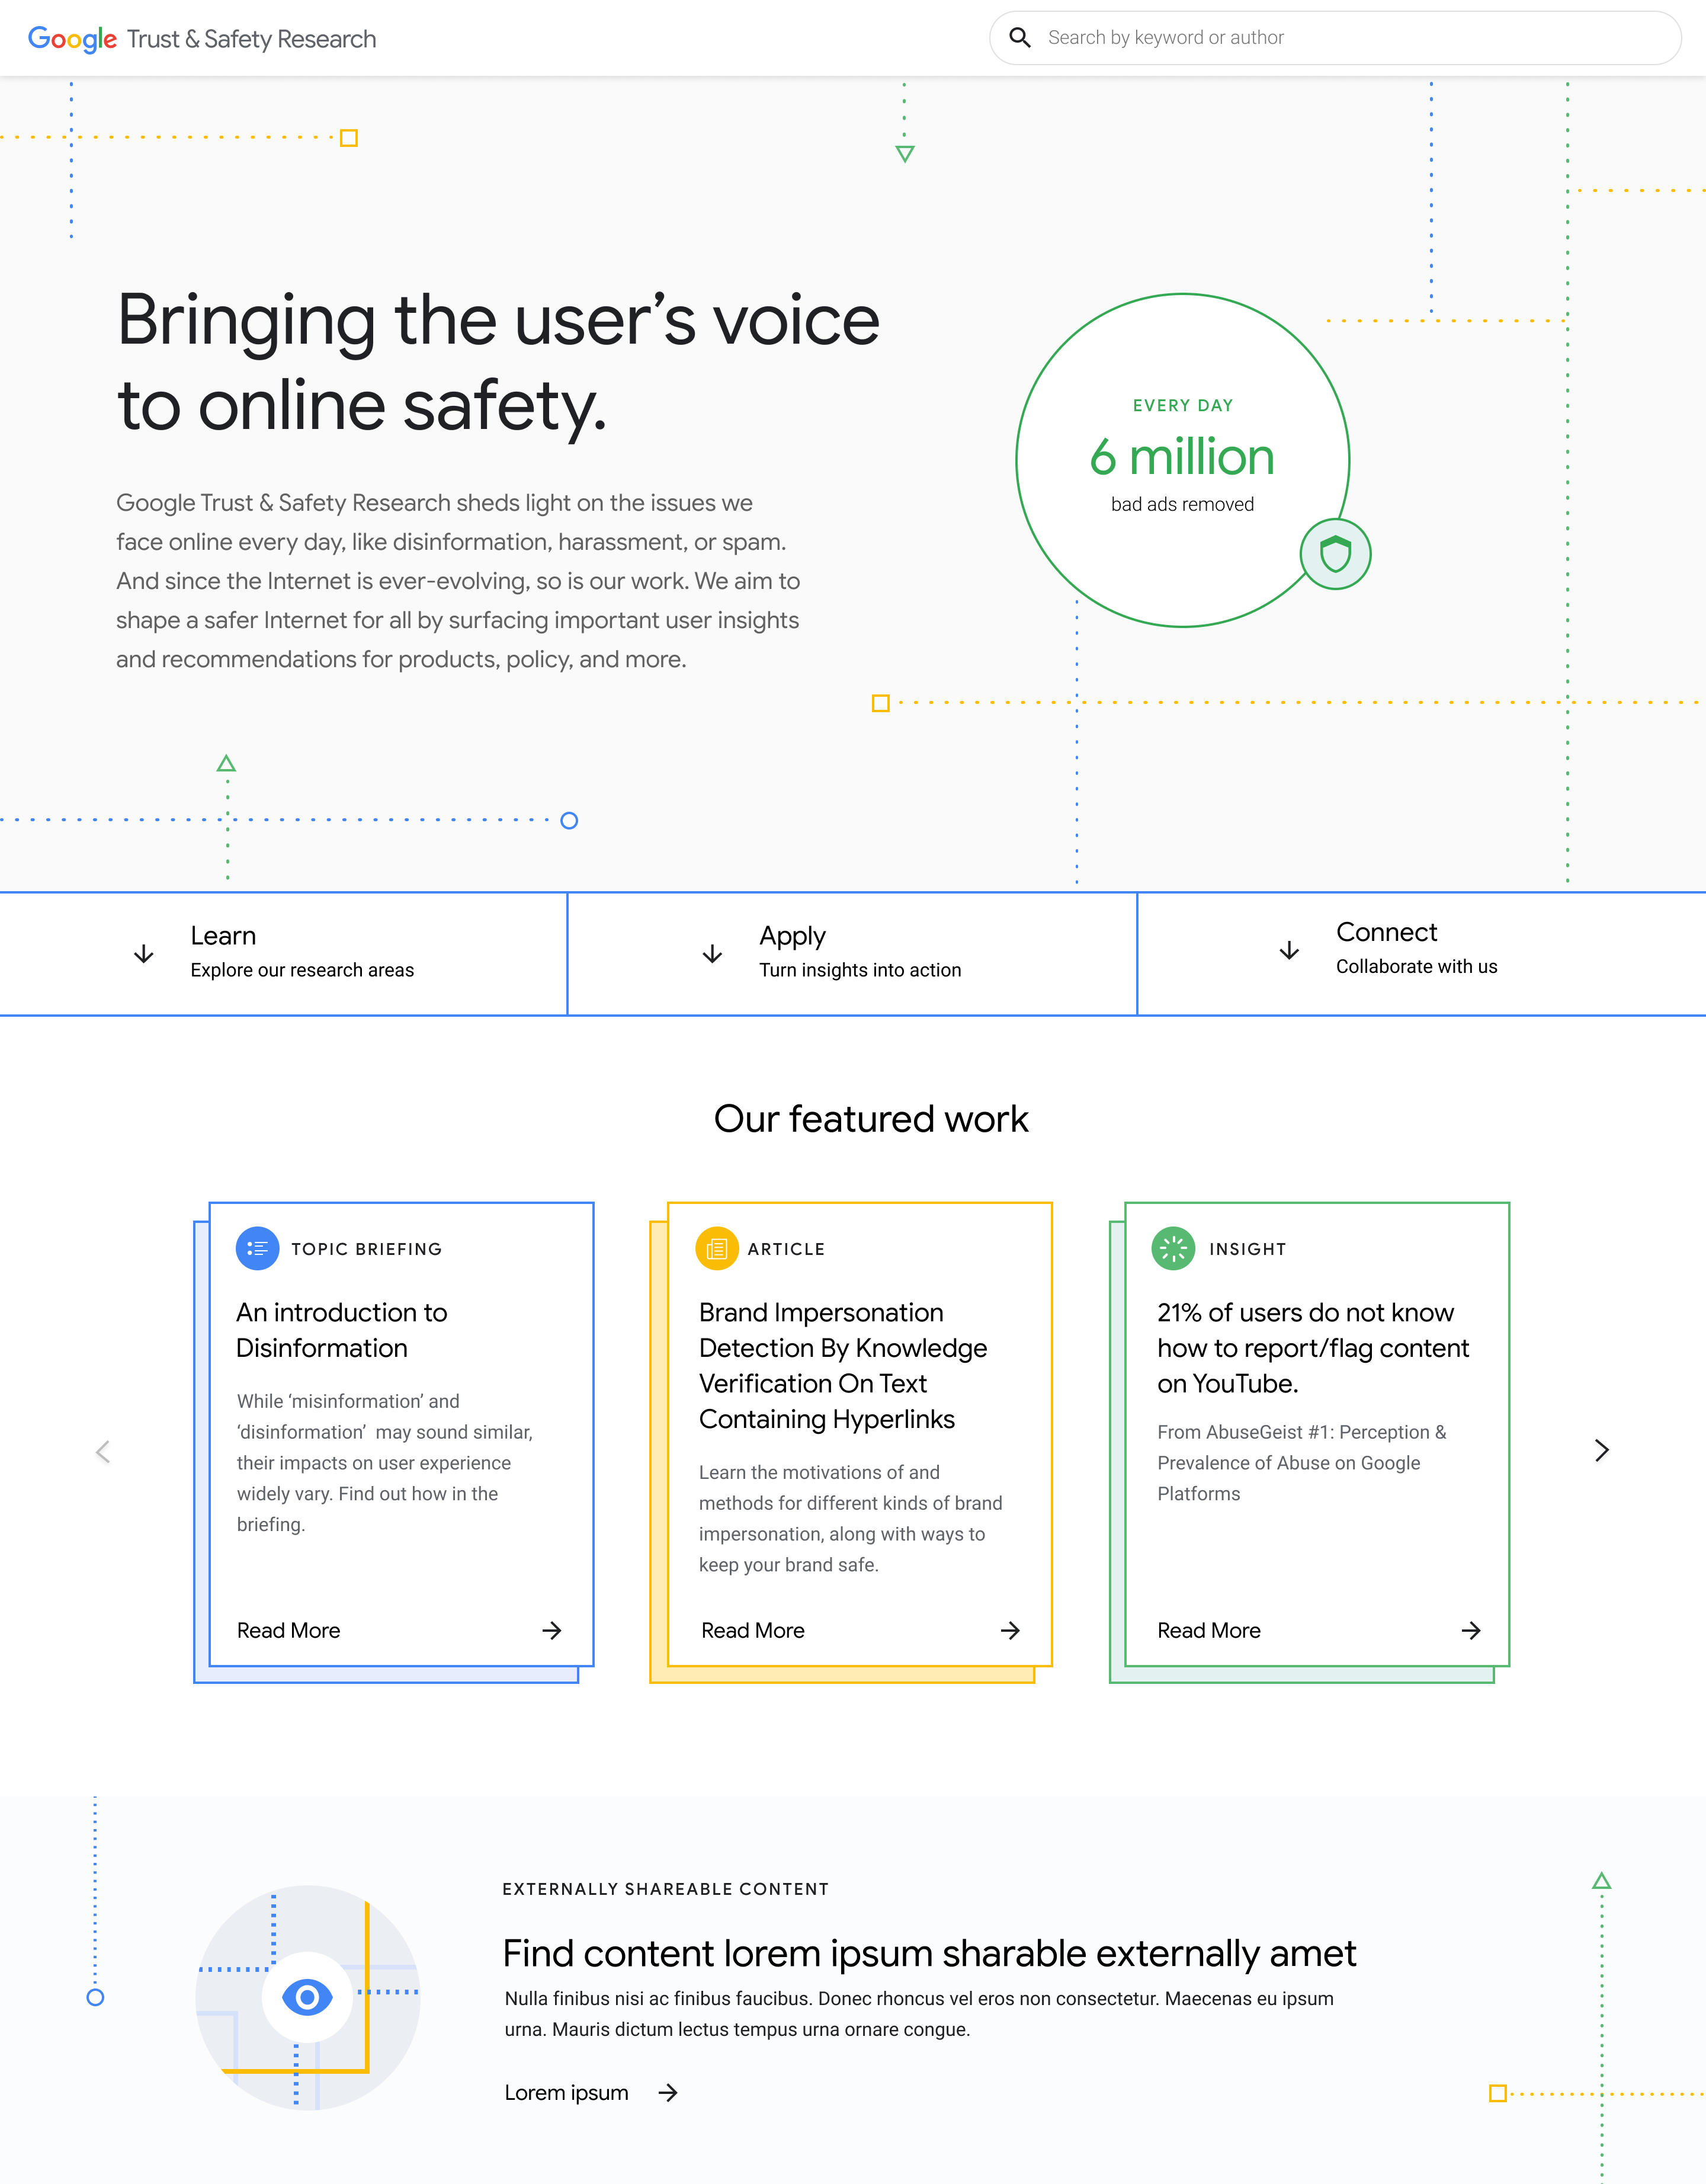 Google Trust & Safety Research
Search by keyword or author
Bringing the user’s voice
to online safety.
Google Trust & Safety Research sheds light on the issues we
face online every day, like disinformation, harassment, or spam.
And since the Internet is ever-evolving, so is our work. We aim to
shape a safer Internet for all by surfacing important user insights
and recommendations for products, policy, and more.
EVERY DAY
6 million
bad ads removed
Learn
Explore our research areas
Apply
Turn insights into action
Connect
Collaborate with us
Our featured work
TOPIC BRIEFING
An introduction to
Disinformation
While ‘misinformation’ and
‘disinformation’  may sound similar,
their impacts on user experience
widely vary. Find out how in the
briefing.
Read More
ARTICLE
Brand Impersonation
Detection By Knowledge
Verification On Text
Containing Hyperlinks
Learn the motivations of and
methods for different kinds of brand
impersonation, along with ways to
keep your brand safe.
Read More
INSIGHT
21% of users do not know
how to report/flag content
on YouTube.
From AbuseGeist #1: Perception &
Prevalence of Abuse on Google
Platforms
Read More
EXTERNALLY SHAREABLE CONTENT
Find content lorem ipsum sharable externally amet
Nulla finibus nisi ac finibus faucibus. Donec rhoncus vel eros non consectetur. Maecenas eu ipsum
urna. Mauris dictum lectus tempus urna ornare congue.
Lorem ipsum